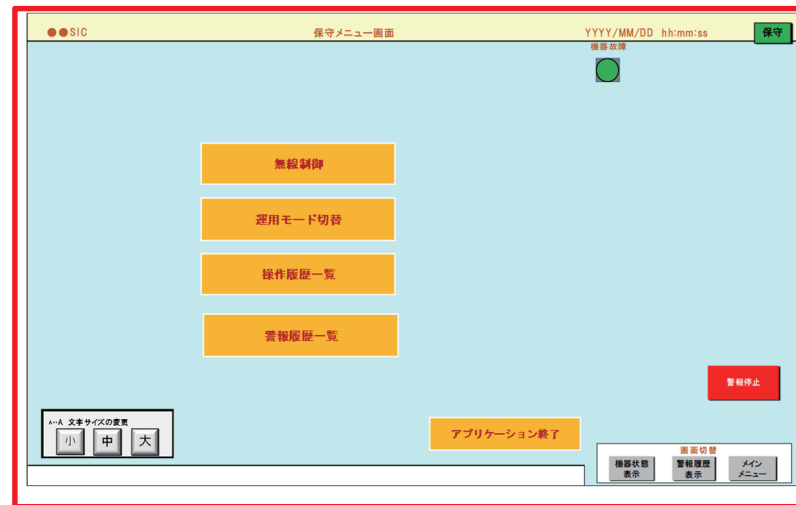 ●●SIC
保守メニュー画面
YYYY/MM/DD hh:mm:ss
保守
機器故障
無線制御
運用モード切替
操作履歴一覧
警報履歴一覧
警報停止
A↔A 文本サイズの変更
小 中 大
アプリケーション終了
画面切替
機器状態
表示
警報履歴
表示
メイン
メニュー